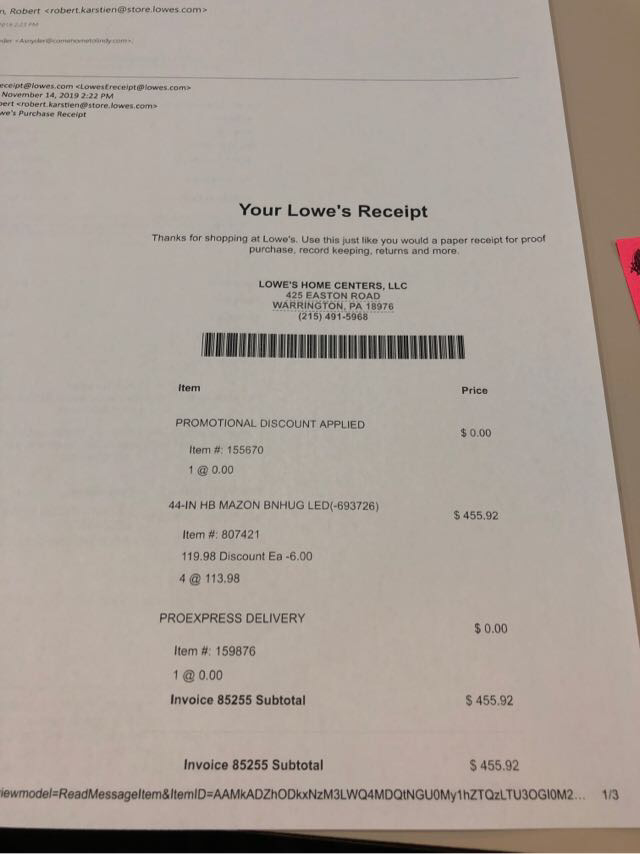 n, Robert <robert.karstien@store.lowes.com>
2:23 PM
eceipt@lowes.com <LowesEreceipt@lowes.com>
November 14, 2019 2:22 PM
bert <robert.karstien@store.lowes.com>
we's Purchase Receipt
Your Lowe's Receipt
Thanks for shopping at Lowe's. Use this just like you would a paper receipt for proof
purchase, record keeping, returns and more.
LOWE'S HOME CENTERS, LLC
425 EASTON ROAD
WARRINGTON, PA 18976
(215) 491-5968
Item Price
PROMOTIONAL DISCOUNT APPLIED $ 0.00
Item #: 155670
1 @ 0.00
44-IN HB MAZON BNHUG LED(-693726) $ 455.92
Item #: 807421
119.98 Discount Ea -6.00
4 @ 113.98
PROEXPRESS DELIVERY $ 0.00
Item #: 159876
1 @ 0.00
Invoice 85255 Subtotal $ 455.92
Invoice 85255 Subtotal $ 455.92
iewmodel=ReadMessageItem&ItemID=AAMkADZhODkxNzM3LWQ4MDQtNGU0My1hZTQzLTU3OGI0M2... 1/3